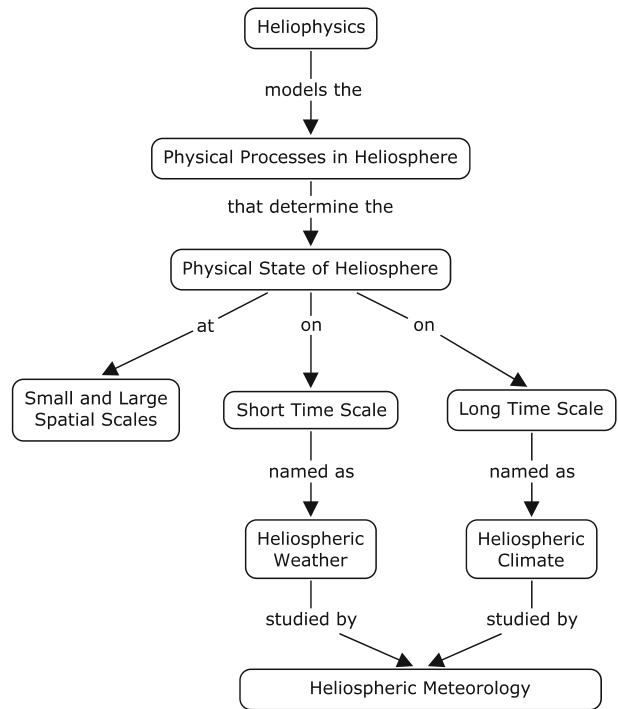 Heliophysics
models the
Physical Processes in Heliosphere
that determine the
Physical State of Heliosphere
at
on
on
Small and Large
Spatial Scales
Short Time Scale
Long Time Scale
named as
named as
Heliospheric
Weather
Heliospheric
Climate
studied by
studied by
Heliospheric Meteorology